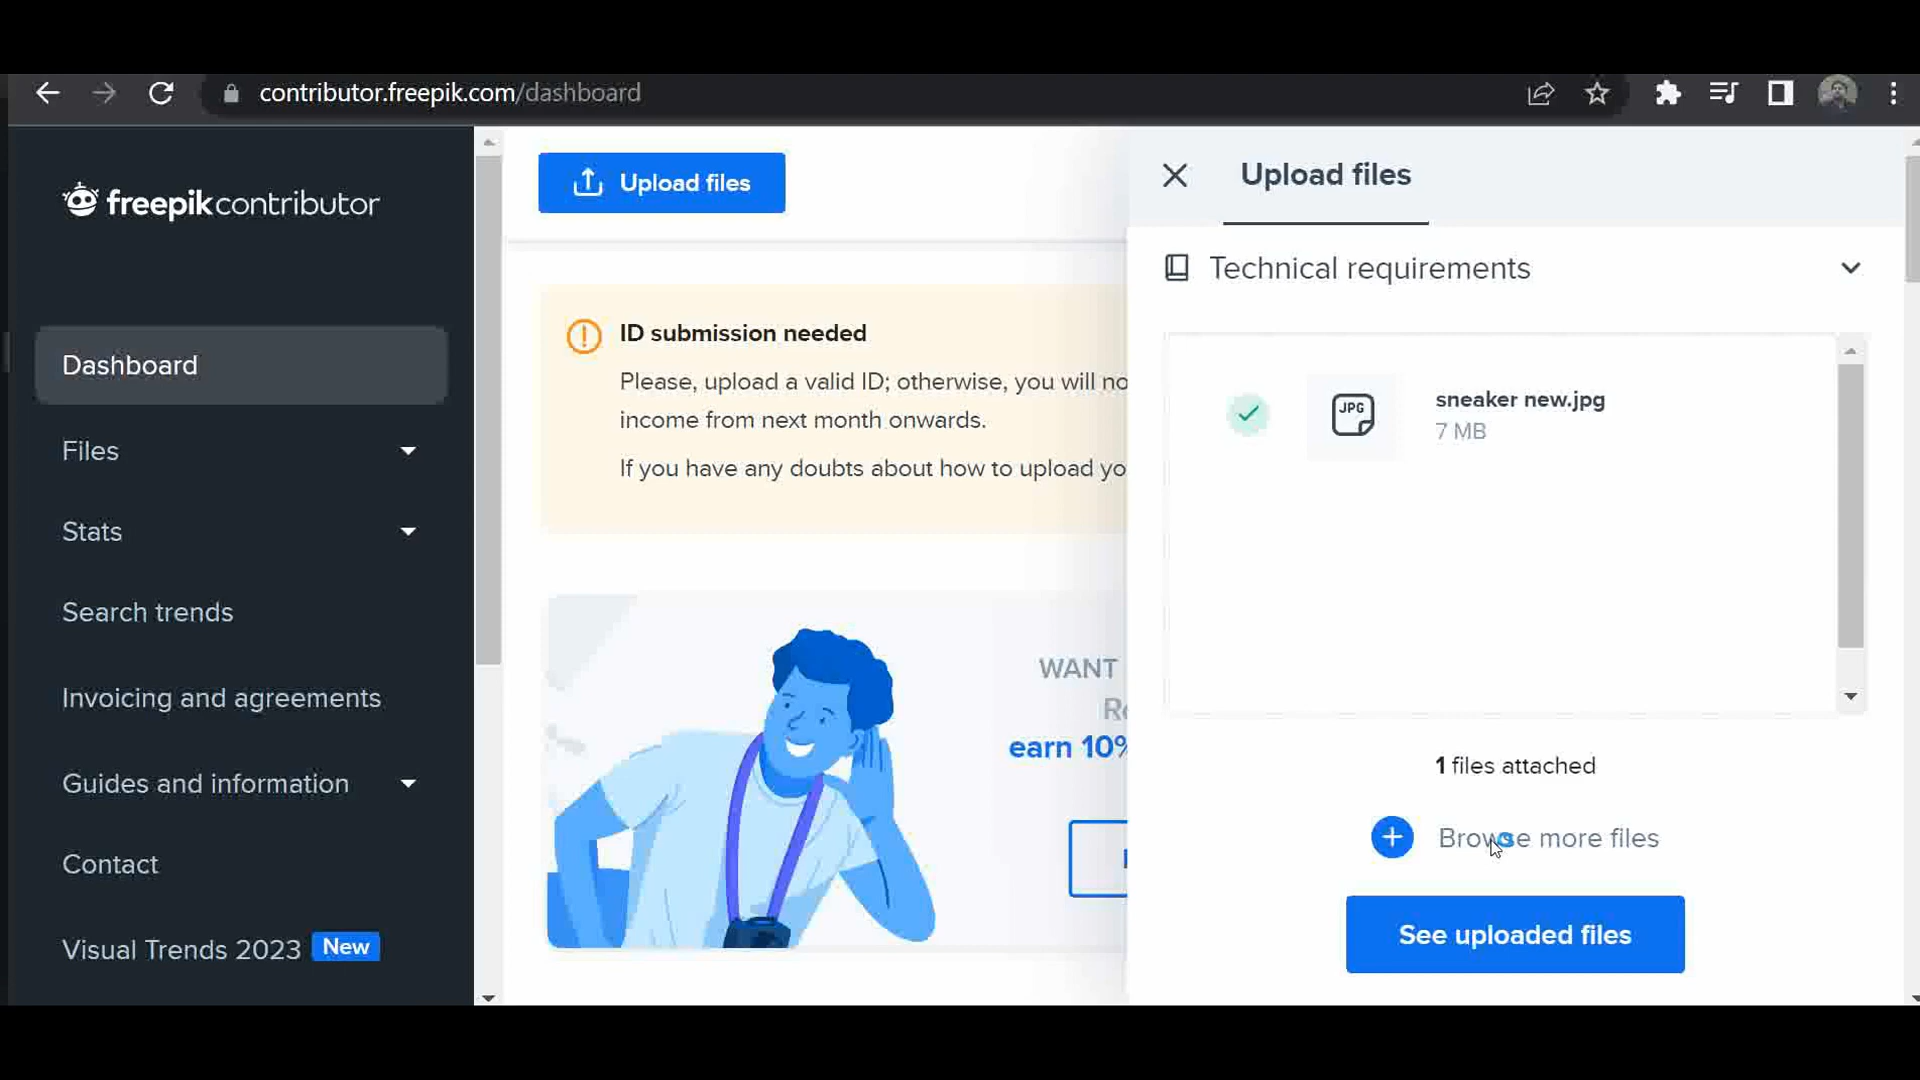 contributor.freepik.com/dashboard
freepikcontributor
Dashboard
Files
Stats
Search trends
Invoicing and agreements
Guides and information
Contact
Visual Trends 2023 New
Upload files
ID submission needed
Please, upload a valid ID; otherwise, you will no
income from next month onwards.
If you have any doubts about how to upload yo
WANT
earn 10%
Upload files
Technical requirements
JPG
sneaker new.jpg
7 MB
1 files attached
Browse more files
See uploaded files